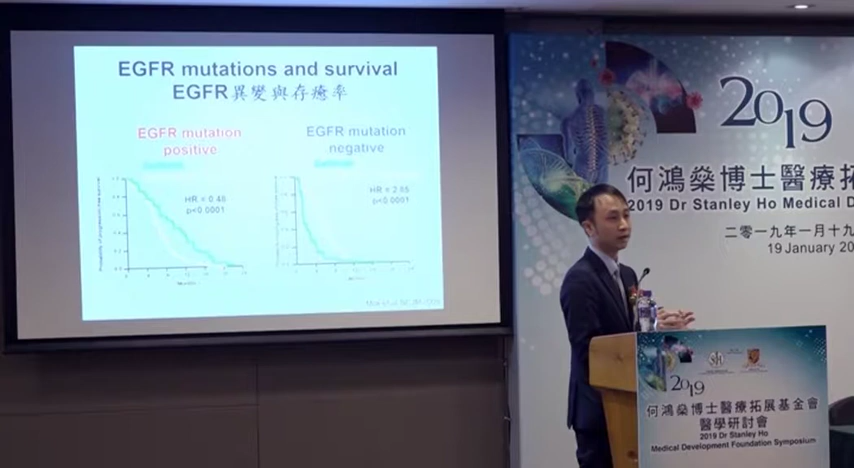 EGFR mutations and survival
EGFR異變與存癒率
EGFR mutation
positive
EGFR mutation
negative
HR = 0.48
p<0.0001
p<0.0001
2019
何鴻燊博士醫療拓
2019 Dr Stanley Ho Medical D
二零一九年一月十九
19 January 20
2019
何鴻燊博士醫療拓展基金會
醫學研討會
2019 Dr Stanley Ho
Medical Development Foundation Symposium